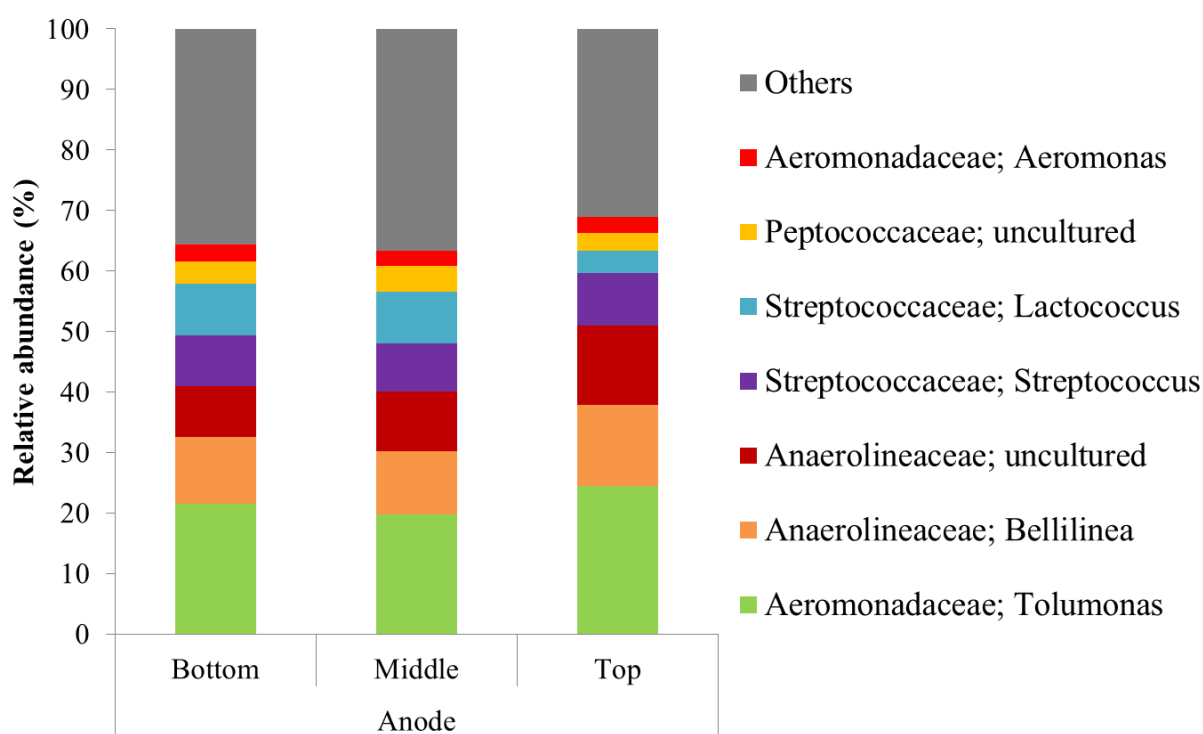 Relative abundance (%)
100
90
80
70
60
50
40
30
20
10
0
Bottom
Middle
Top
Anode
Others
Aeromonadaceae; Aeromonas
Peptococcaceae; uncultured
Streptococcaceae; Lactococcus
Streptococcaceae; Streptococcus
Anaerolineaceae; uncultured
Anaerolineaceae; Bellilinea
Aeromonadaceae; Tolumonas